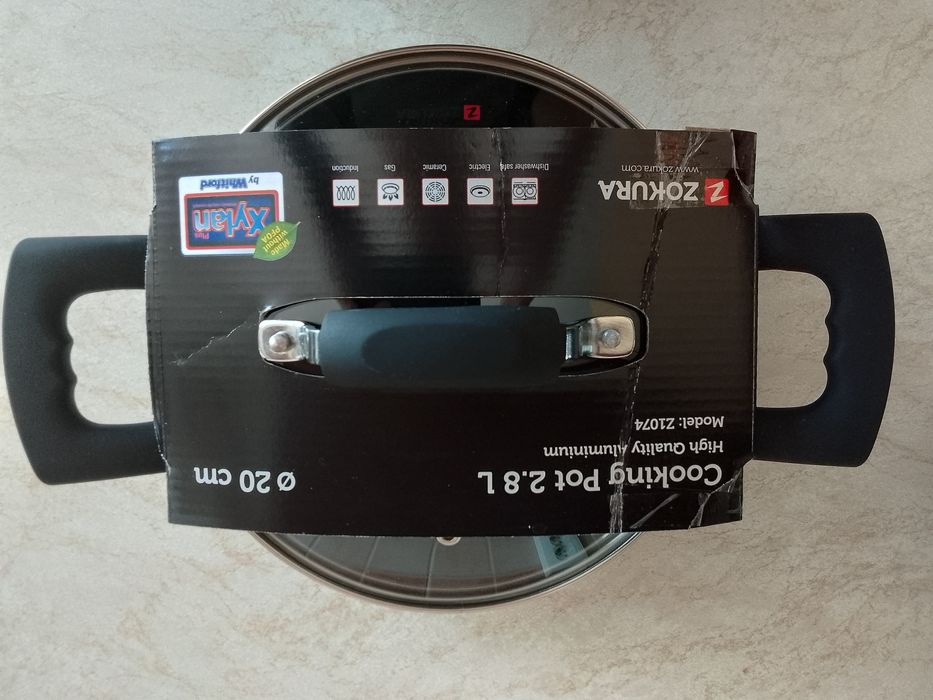 Cooking Pot 2.8 L
High Quality Aluminium
Model: Z1074
Ø 20 cm
Z ZOKURA
www.zokura.com
Dishwasher safe
Electric
Ceramic
Gas
Induction
Made
without
PFOA
Xylan
Plus
by Whitford
Z